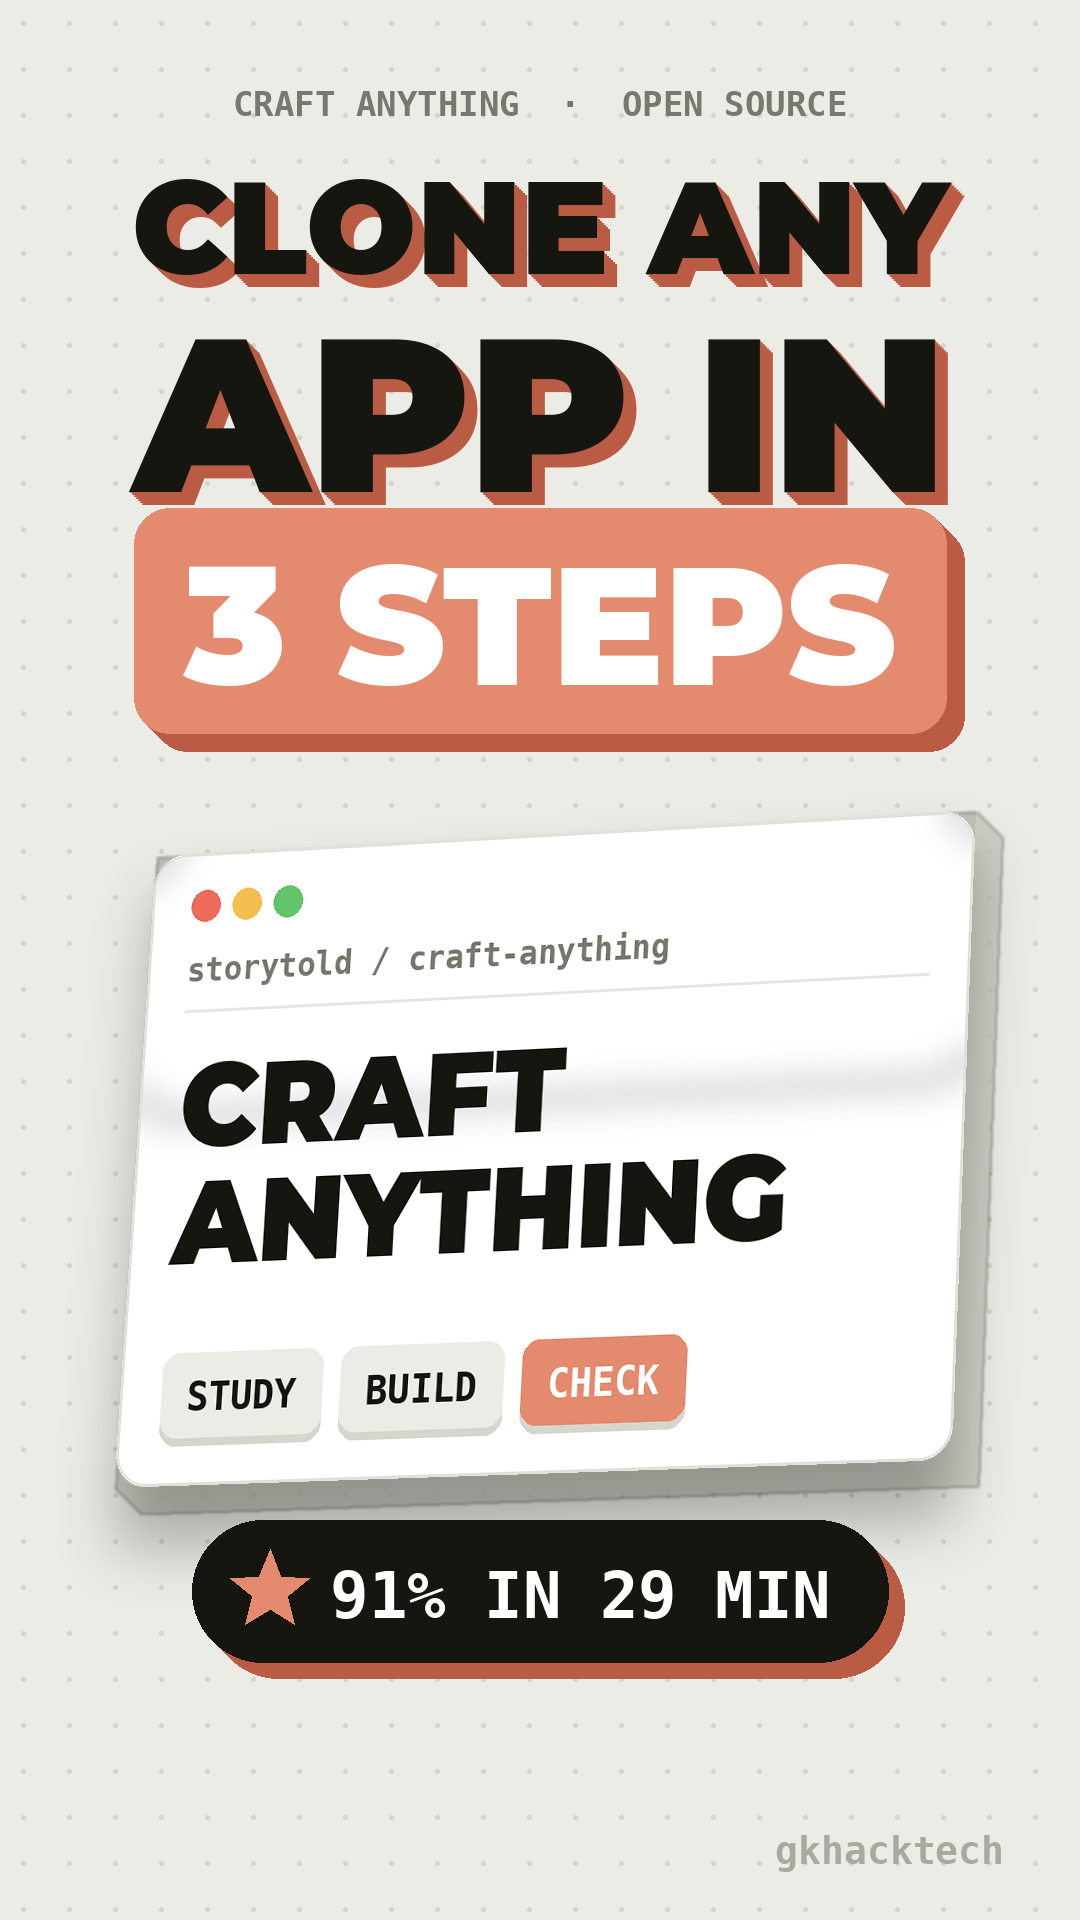 CRAFT ANYTHING · OPEN SOURCE
CLONE ANY
APP IN
3 STEPS
storytold / craft-anything
CRAFT
ANYTHING
STUDY BUILD CHECK
91% IN 29 MIN
gkhacktech